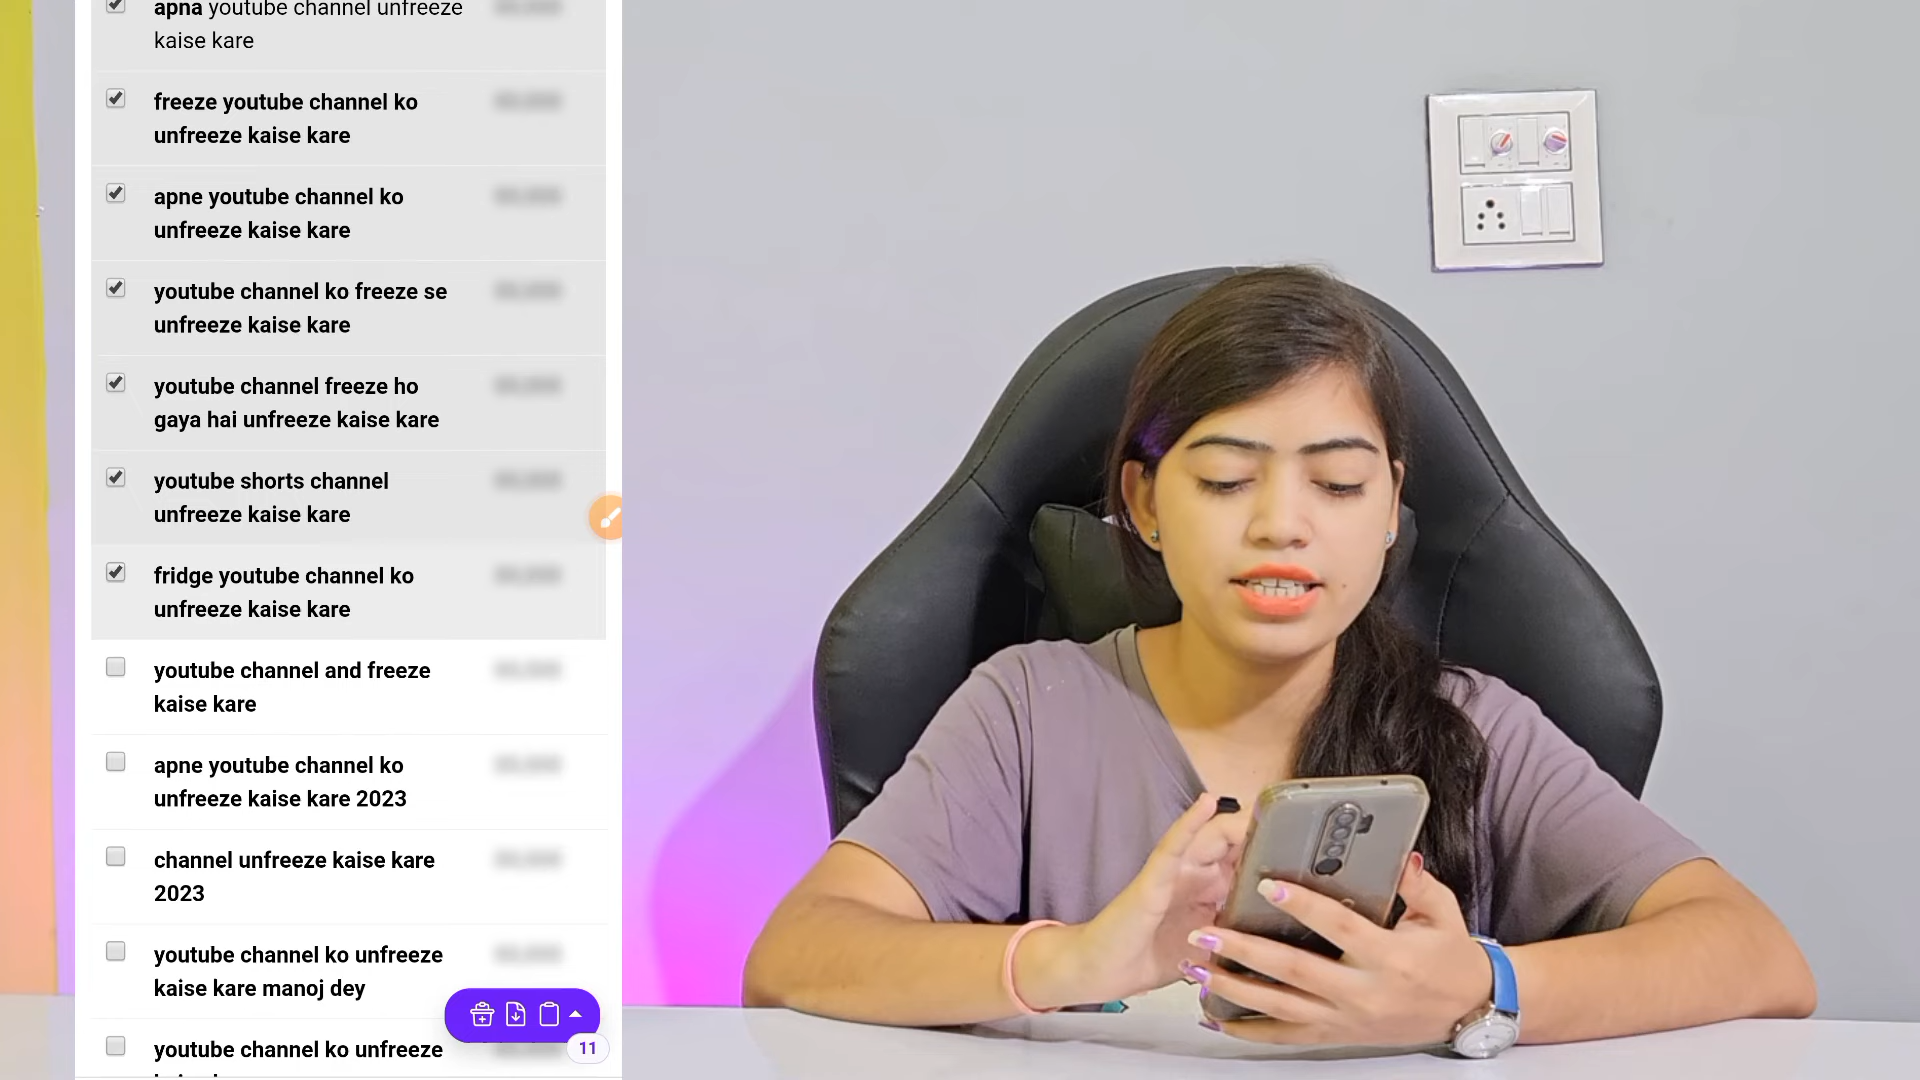 apna youtube channel unfreeze
kaise kare
freeze youtube channel ko
unfreeze kaise kare
apne youtube channel ko
unfreeze kaise kare
youtube channel ko freeze se
unfreeze kaise kare
youtube channel freeze ho
gaya hai unfreeze kaise kare
youtube shorts channel
unfreeze kaise kare
fridge youtube channel ko
unfreeze kaise kare
youtube channel and freeze
kaise kare
apne youtube channel ko
unfreeze kaise kare 2023
channel unfreeze kaise kare
2023
youtube channel ko unfreeze
kaise kare manoj dey
youtube channel ko unfreeze
11